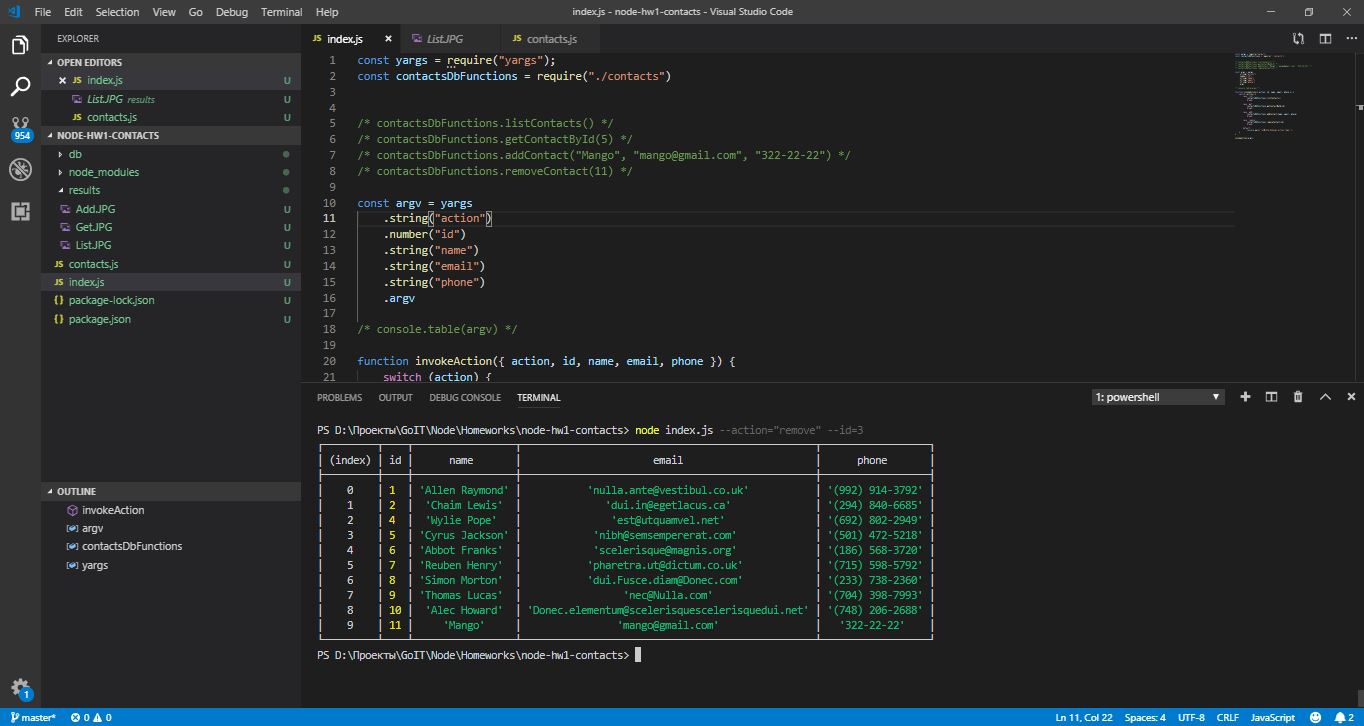 File Edit Selection View Go Debug Terminal Help
index.js - node-hw1-contacts - Visual Studio Code
EXPLORER
OPEN EDITORS
JS index.js U
ListJPG results U
JS contacts.js U
954
NODE-HW1-CONTACTS
db
node_modules
results
Add.JPG U
GetJPG U
ListJPG U
JS contacts.js U
JS index.js U
{} package-lock.json U
{} package.json U
OUTLINE
invokeAction
argv
contactsDbFunctions
yargs
1
JS index.js
ListJPG
JS contacts.js
1 const yargs = require("yargs");
2 const contactsDbFunctions = require("./contacts")
3
4
5 /* contactsDbFunctions.listContacts() */
6 /* contactsDbFunctions.getContactById(5) */
7 /* contactsDbFunctions.addContact("Mango", "mango@gmail.com", "322-22-22") */
8 /* contactsDbFunctions.removeContact(11) */
9
10 const argv = yargs
11 .string("action")
12 .number("id")
13 .string("name")
14 .string("email")
15 .string("phone")
16 .argv
17
18 /* console.table(argv) */
19
20 function invokeAction({ action, id, name, email, phone }) {
21 switch (action) {
PROBLEMS OUTPUT DEBUG CONSOLE TERMINAL
1: powershell
PS D:\Проекты\GoIT\Node\Homeworks\node-hw1-contacts> node index.js --action="remove" --id=3
(index) id name email phone
0 1 'Allen Raymond' 'nulla.ante@vestibul.co.uk' '(992) 914-3792'
1 2 'Chaim Lewis' 'dui.in@egetlacus.ca' '(294) 840-6685'
2 4 'Wylie Pope' 'est@utquamvel.net' '(692) 802-2949'
3 5 'Cyrus Jackson' 'nibh@semsempererat.com' '(501) 472-5218'
4 6 'Abbot Franks' 'scelerisque@magnis.org' '(186) 568-3720'
5 7 'Reuben Henry' 'pharetra.ut@dictum.co.uk' '(715) 598-5792'
6 8 'Simon Morton' 'dui.Fusce.diam@Donec.com' '(233) 738-2360'
7 9 'Thomas Lucas' 'nec@Nulla.com' '(704) 398-7993'
8 10 'Alec Howard' 'Donec.elementum@scelerisquescelerisquedui.net' '(748) 206-2688'
9 11 'Mango' 'mango@gmail.com' '322-22-22'
PS D:\Проекты\GoIT\Node\Homeworks\node-hw1-contacts>
master* 0 0
Ln 11, Col 22 Spaces: 4 UTF-8 CRLF JavaScript 2